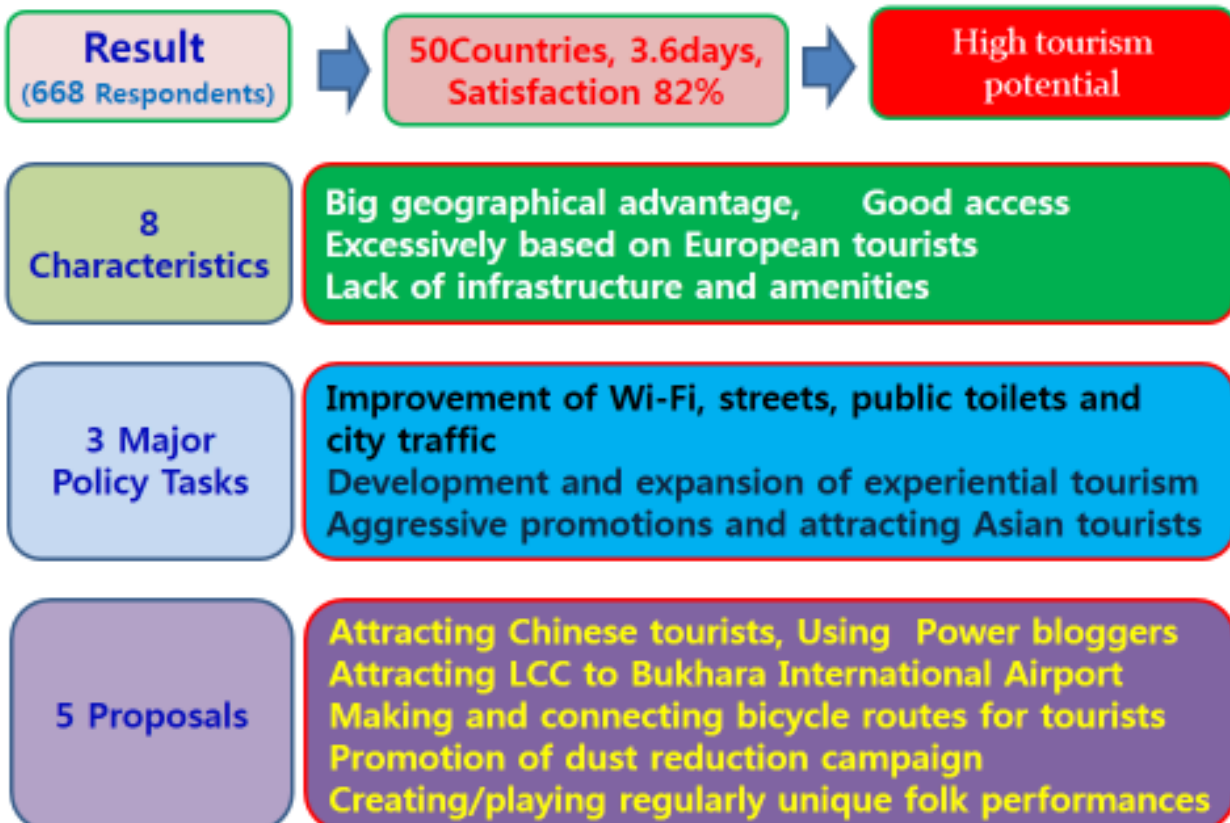 Result
(668 Respondents)
50Countries, 3.6days,
Satisfaction 82%
High tourism
potential
8
Characteristics
Big geographical advantage, Good access
Excessively based on European tourists
Lack of infrastructure and amenities
3 Major
Policy Tasks
Improvement of Wi-Fi, streets, public toilets and
city traffic
Development and expansion of experiential tourism
Aggressive promotions and attracting Asian tourists
5 Proposals
Attracting Chinese tourists, Using Power bloggers
Attracting LCC to Bukhara International Airport
Making and connecting bicycle routes for tourists
Promotion of dust reduction campaign
Creating/playing regularly unique folk performances